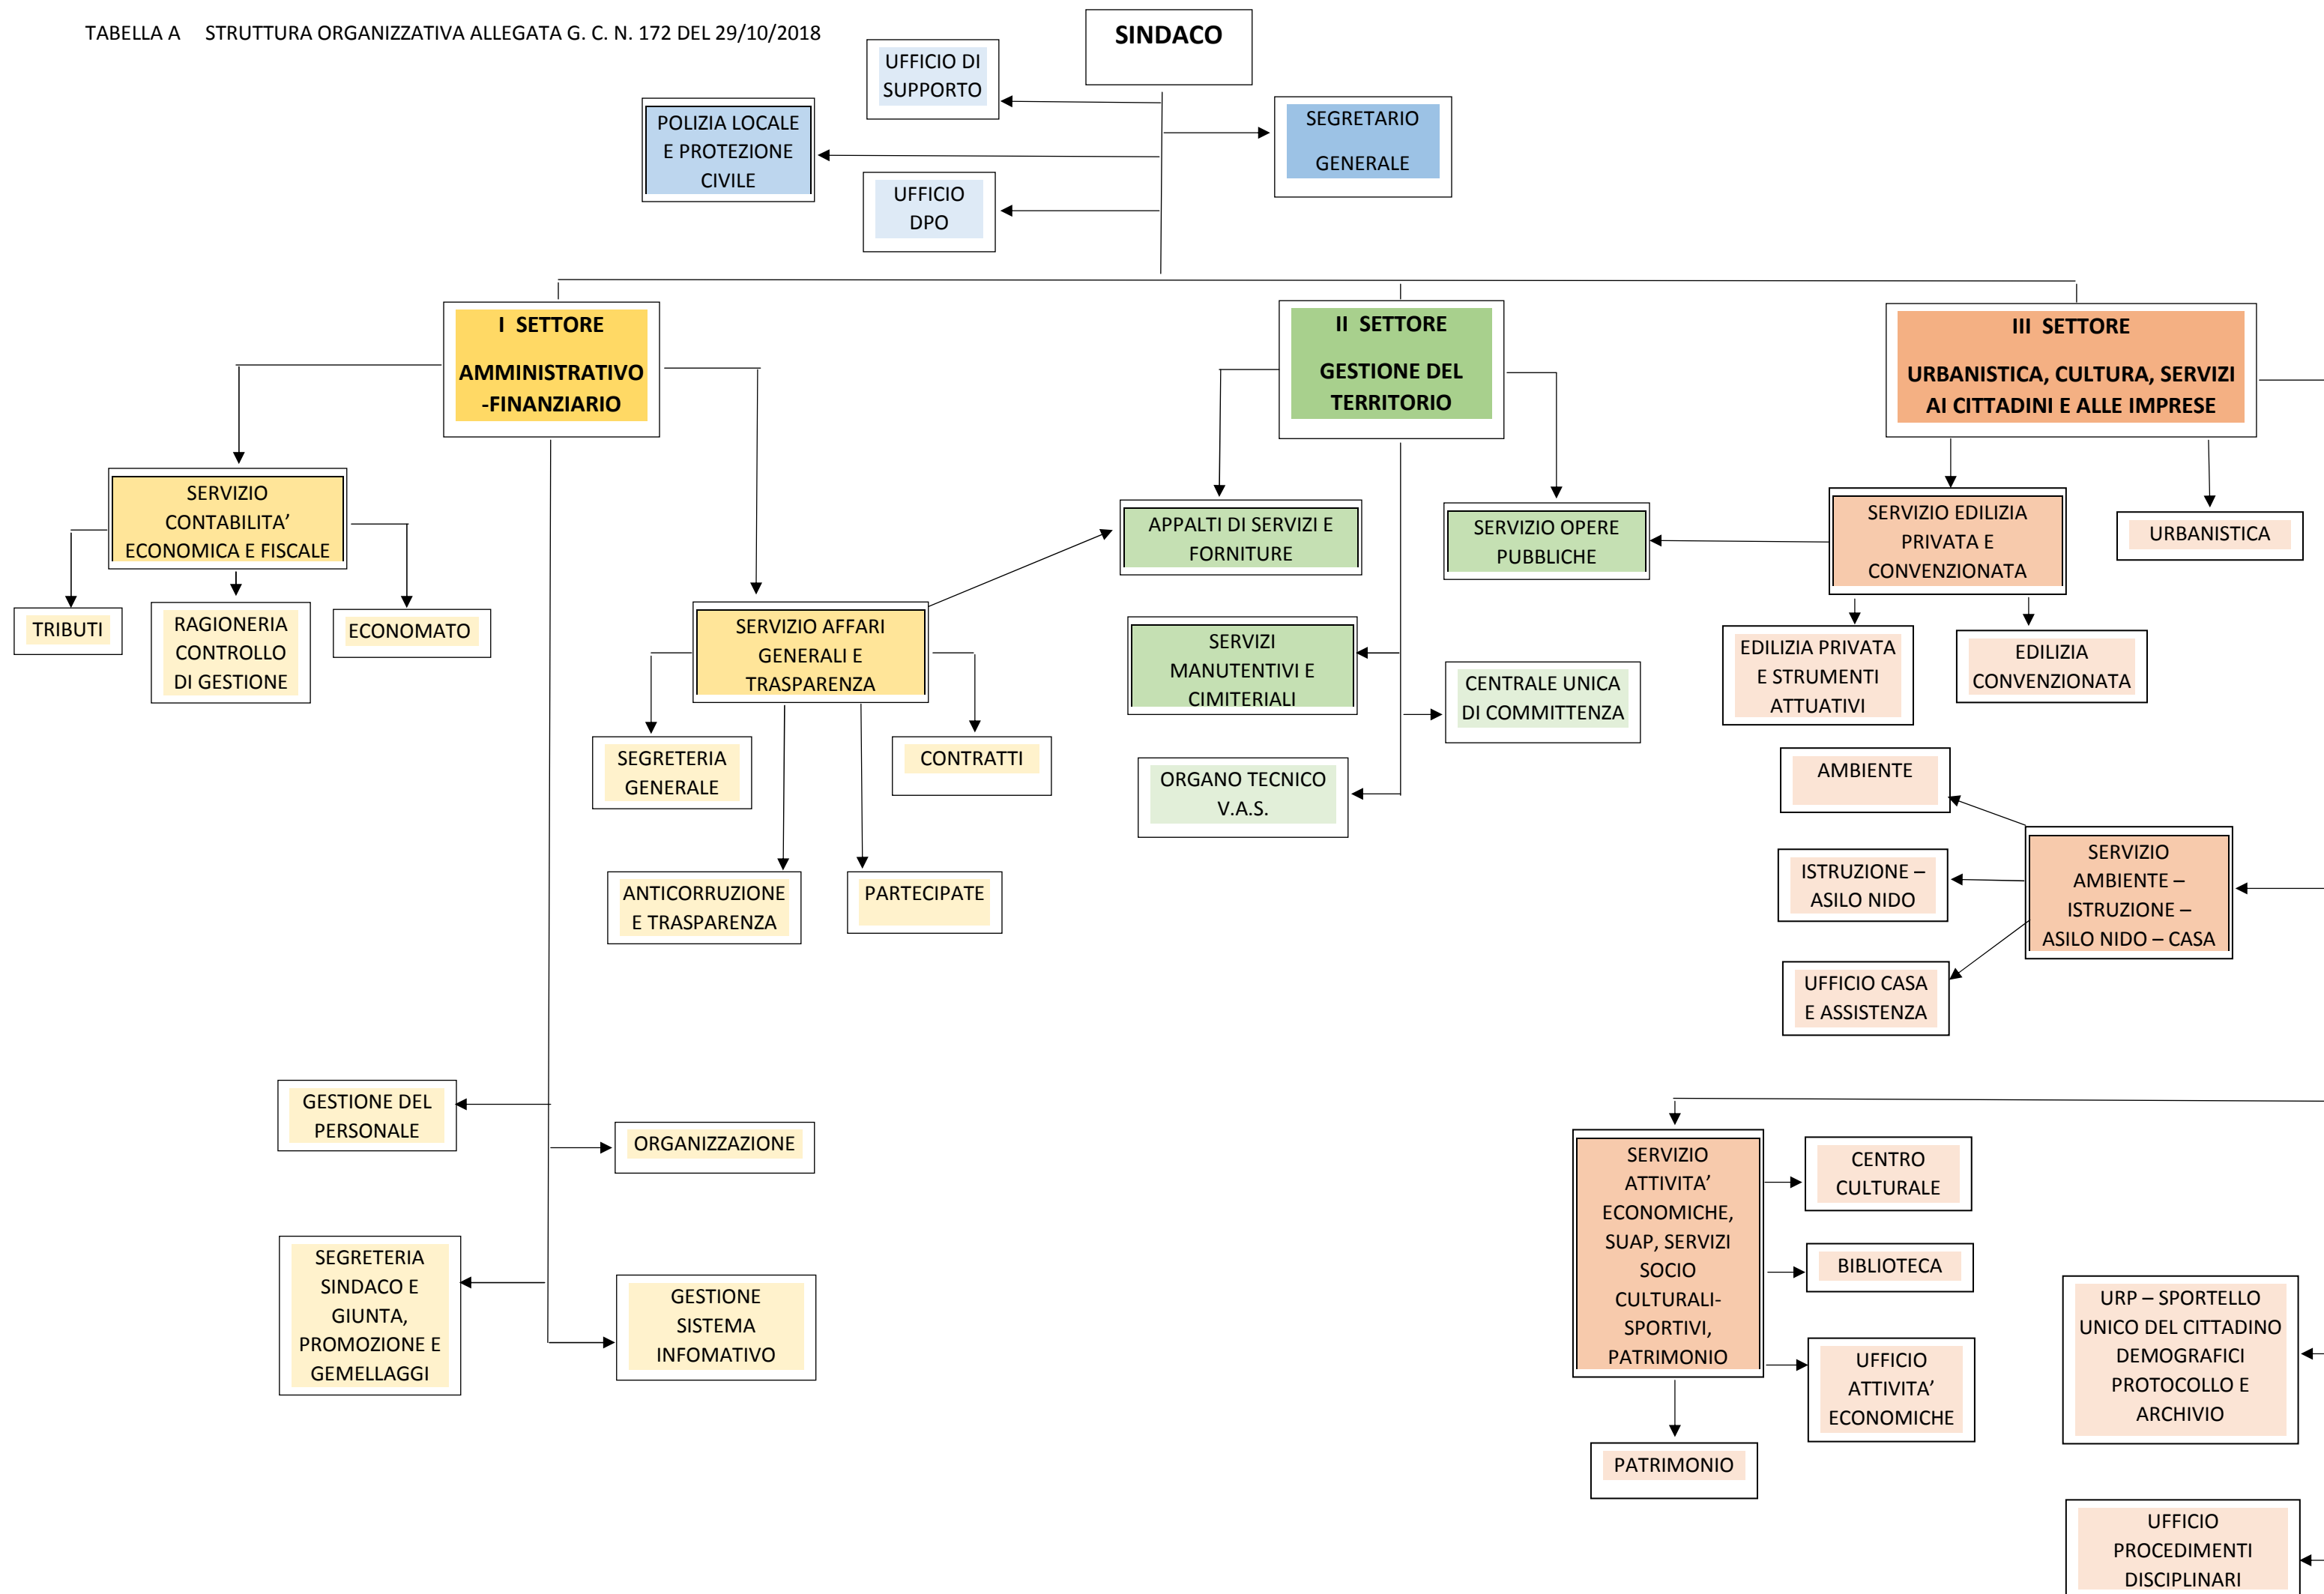 TABELLA A STRUTTURA ORGANIZZATIVA ALLEGATA G. C. N. 172 DEL 29/10/2018
SINDACO
UFFICIO DI
SUPPORTO
POLIZIA LOCALE
E PROTEZIONE
CIVILE
SEGRETARIO
GENERALE
UFFICIO
DPO
I SETTORE
AMMINISTRATIVO
-FINANZIARIO
II SETTORE
GESTIONE DEL
TERRITORIO
III SETTORE
URBANISTICA, CULTURA, SERVIZI
AI CITTADINI E ALLE IMPRESE
SERVIZIO
CONTABILITA’
ECONOMICA E FISCALE
APPALTI DI SERVIZI E
FORNITURE
SERVIZIO OPERE
PUBBLICHE
SERVIZIO EDILIZIA
PRIVATA E
CONVENZIONATA
URBANISTICA
TRIBUTI
RAGIONERIA
CONTROLLO
DI GESTIONE
ECONOMATO
SERVIZIO AFFARI
GENERALI E
TRASPARENZA
SERVIZI
MANUTENTIVI E
CIMITERIALI
CENTRALE UNICA
DI COMMITTENZA
EDILIZIA PRIVATA
E STRUMENTI
ATTUATIVI
EDILIZIA
CONVENZIONATA
SEGRETERIA
GENERALE
CONTRATTI
ORGANO TECNICO
V.A.S.
AMBIENTE
ANTICORRUZIONE
E TRASPARENZA
PARTECIPATE
ISTRUZIONE –
ASILO NIDO
SERVIZIO
AMBIENTE –
ISTRUZIONE –
ASILO NIDO – CASA
UFFICIO CASA
E ASSISTENZA
GESTIONE DEL
PERSONALE
ORGANIZZAZIONE
SERVIZIO
ATTIVITA’
ECONOMICHE,
SUAP, SERVIZI
SOCIO
CULTURALI-
SPORTIVI,
PATRIMONIO
CENTRO
CULTURALE
BIBLIOTECA
SEGRETERIA
SINDACO E
GIUNTA,
PROMOZIONE E
GEMELLAGGI
GESTIONE
SISTEMA
INFOMATIVO
UFFICIO
ATTIVITA’
ECONOMICHE
URP – SPORTELLO
UNICO DEL CITTADINO
DEMOGRAFICI
PROTOCOLLO E
ARCHIVIO
PATRIMONIO
UFFICIO
PROCEDIMENTI
DISCIPLINARI